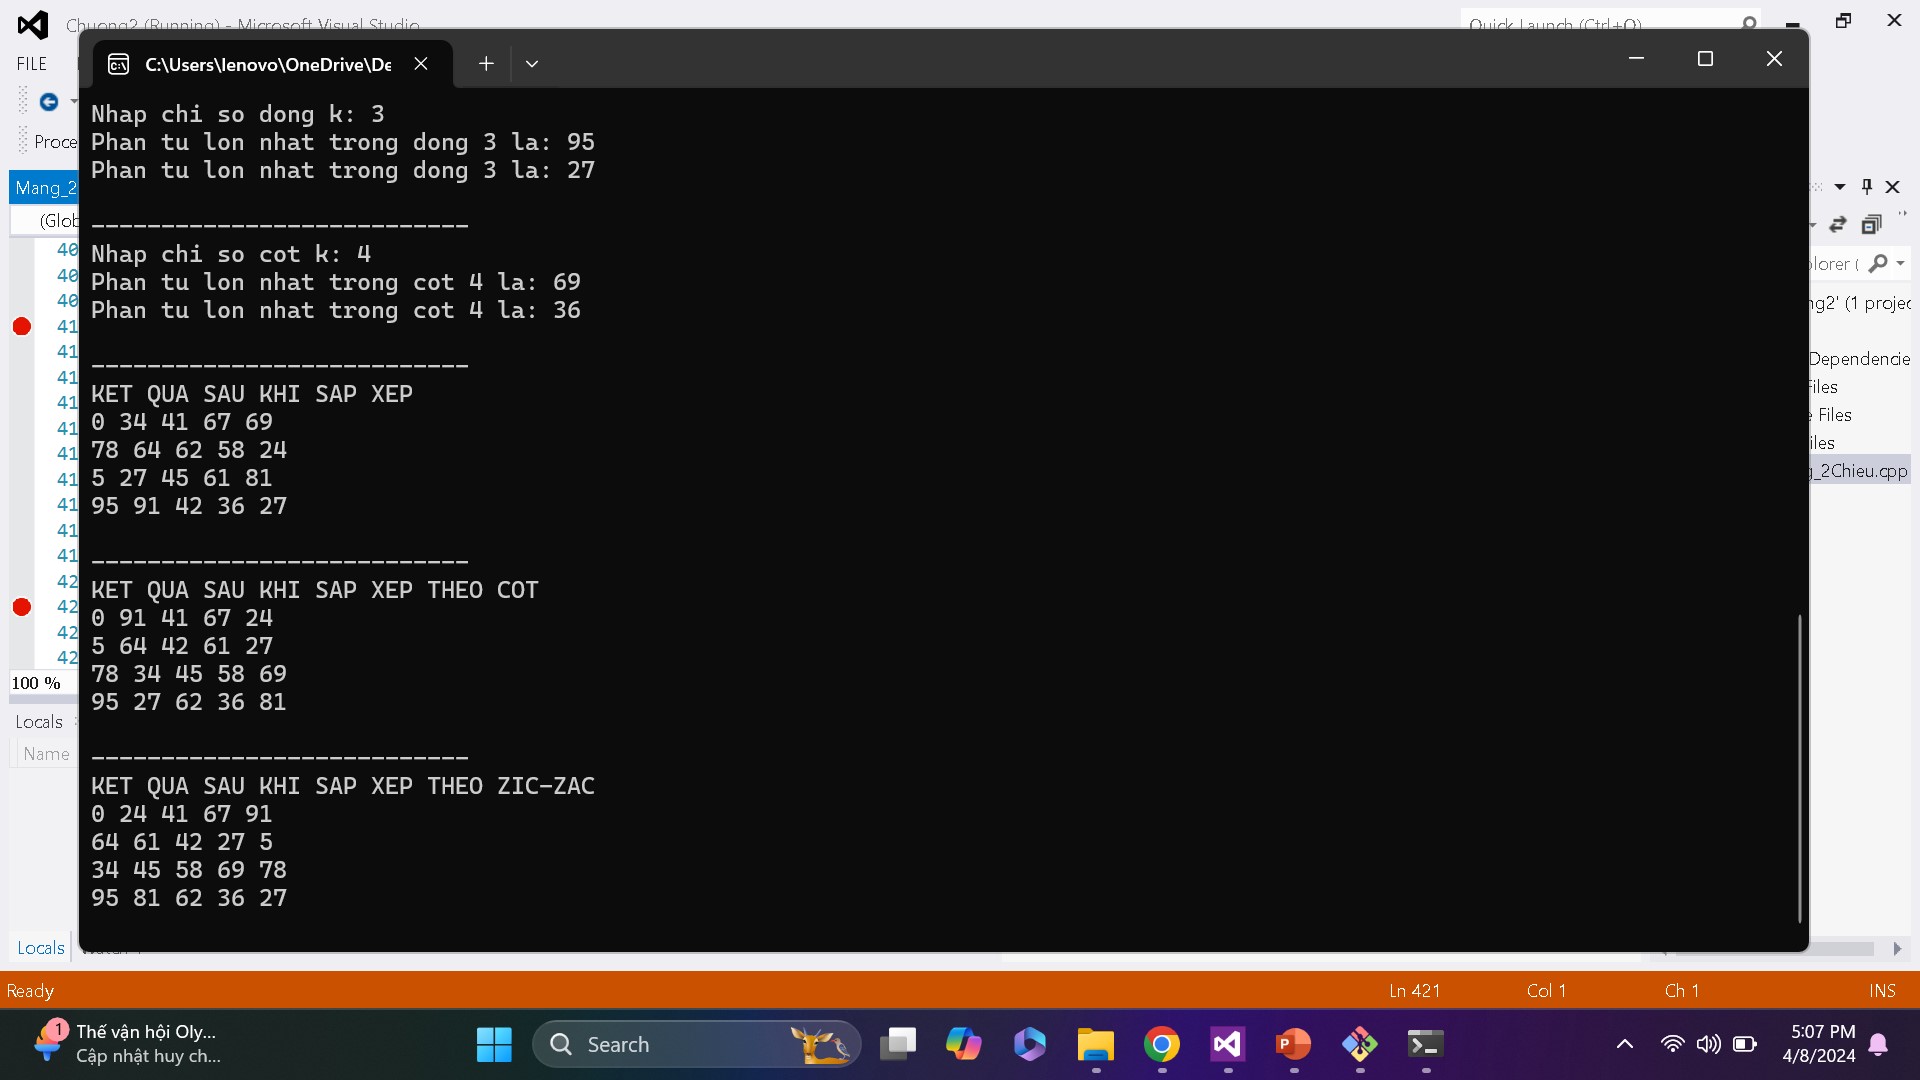 Chuong2 (Running) - Microsoft Visual Studio
Quick Launch (Ctrl+Q)
FILE
C:\Users\lenovo\OneDrive\De
Nhap chi so dong k: 3
Phan tu lon nhat trong dong 3 la: 95
Phan tu lon nhat trong dong 3 la: 27
---------------------------
Nhap chi so cot k: 4
Phan tu lon nhat trong cot 4 la: 69
Phan tu lon nhat trong cot 4 la: 36
---------------------------
KET QUA SAU KHI SAP XEP
0 34 41 67 69
78 64 62 58 24
5 27 45 61 81
95 91 42 36 27
---------------------------
KET QUA SAU KHI SAP XEP THEO COT
0 91 41 67 24
5 64 42 61 27
78 34 45 58 69
95 27 62 36 81
---------------------------
KET QUA SAU KHI SAP XEP THEO ZIC-ZAC
0 24 41 67 91
64 61 42 27 5
34 45 58 69 78
95 81 62 36 27
Proce
Mang_2
(Glob
40
40
40
41
41
41
41
41
41
41
41
41
41
42
42
42
42
100 %
Locals
Name
Locals
plorer (
ng2' (1 projec
Dependencie
Files
e Files
iles
g_2Chieu.cpp
Ready
Ln 421
Col 1
Ch 1
INS
1
Thế vận hội Oly...
Cập nhật huy ch...
Search
5:07 PM
4/8/2024